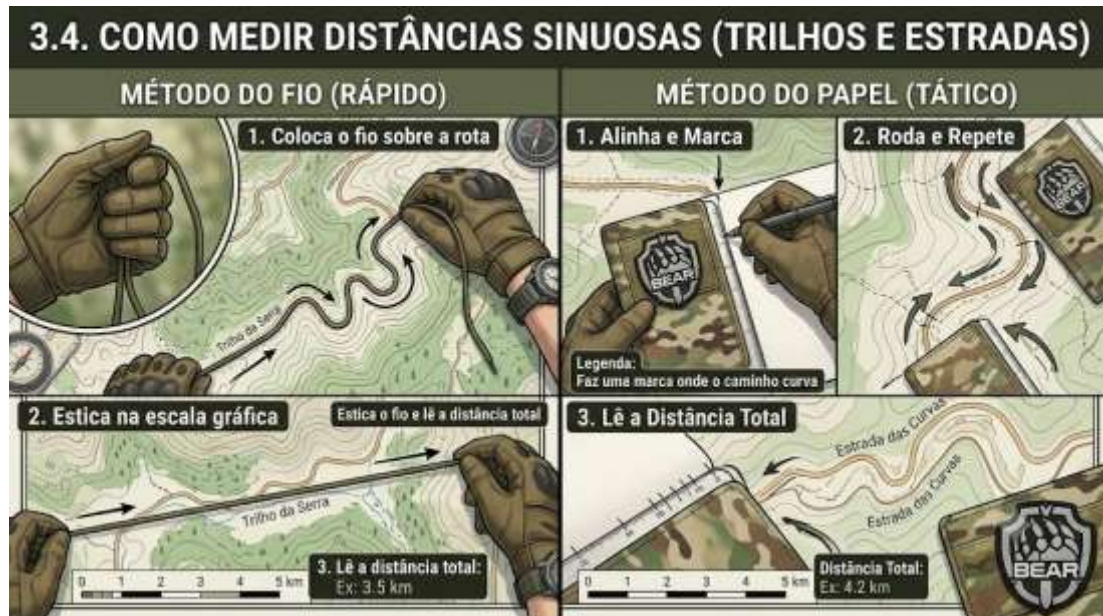 3.4. COMO MEDIR DISTÂNCIAS SINUOSAS (TRILHOS E ESTRADAS)
MÉTODO DO FIO (RÁPIDO)
1. Coloca o fio sobre a rota
Trilho da Serra
2. Estica na escala gráfica
Estica o fio e lê a distância total
Trilho da Serra
0 1 2 3 4 5 km
3. Lê a distância total:
Ex: 3.5 km
MÉTODO DO PAPEL (TÁTICO)
1. Alinha e Marca
BEAR
Legenda:
Faz uma marca onde o caminho curva
2. Roda e Repete
BEAR
3. Lê a Distância Total
Estrada das Curvas
Estrada das Curvas
0 1 2 3 4 5 km
Distância Total:
Ex: 4.2 km
BEAR